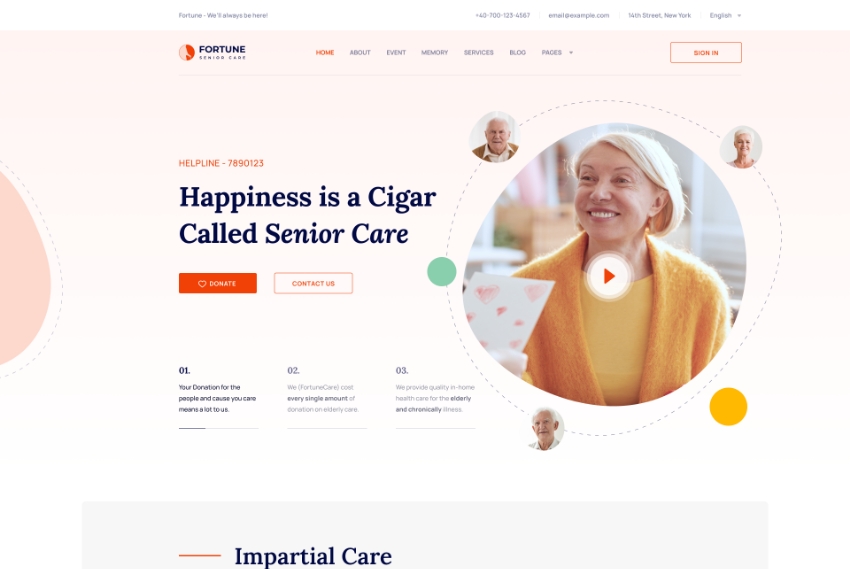 Fortune - We'll always be here!
+40-700-123-4567
email@example.com
14th Street, New York
English
FORTUNE
SENIOR CARE
HOME
ABOUT
EVENT
MEMORY
SERVICES
BLOG
PAGES
SIGN IN
HELPLINE - 7890123
Happiness is a Cigar
Called Senior Care
DONATE
CONTACT US
01.
Your Donation for the
people and cause you care
means a lot to us.
02.
We (FortuneCare) cost
every single amount of
donation on elderly care.
03.
We provide quality in-home
health care for the elderly
and chronically illness.
Impartial Care